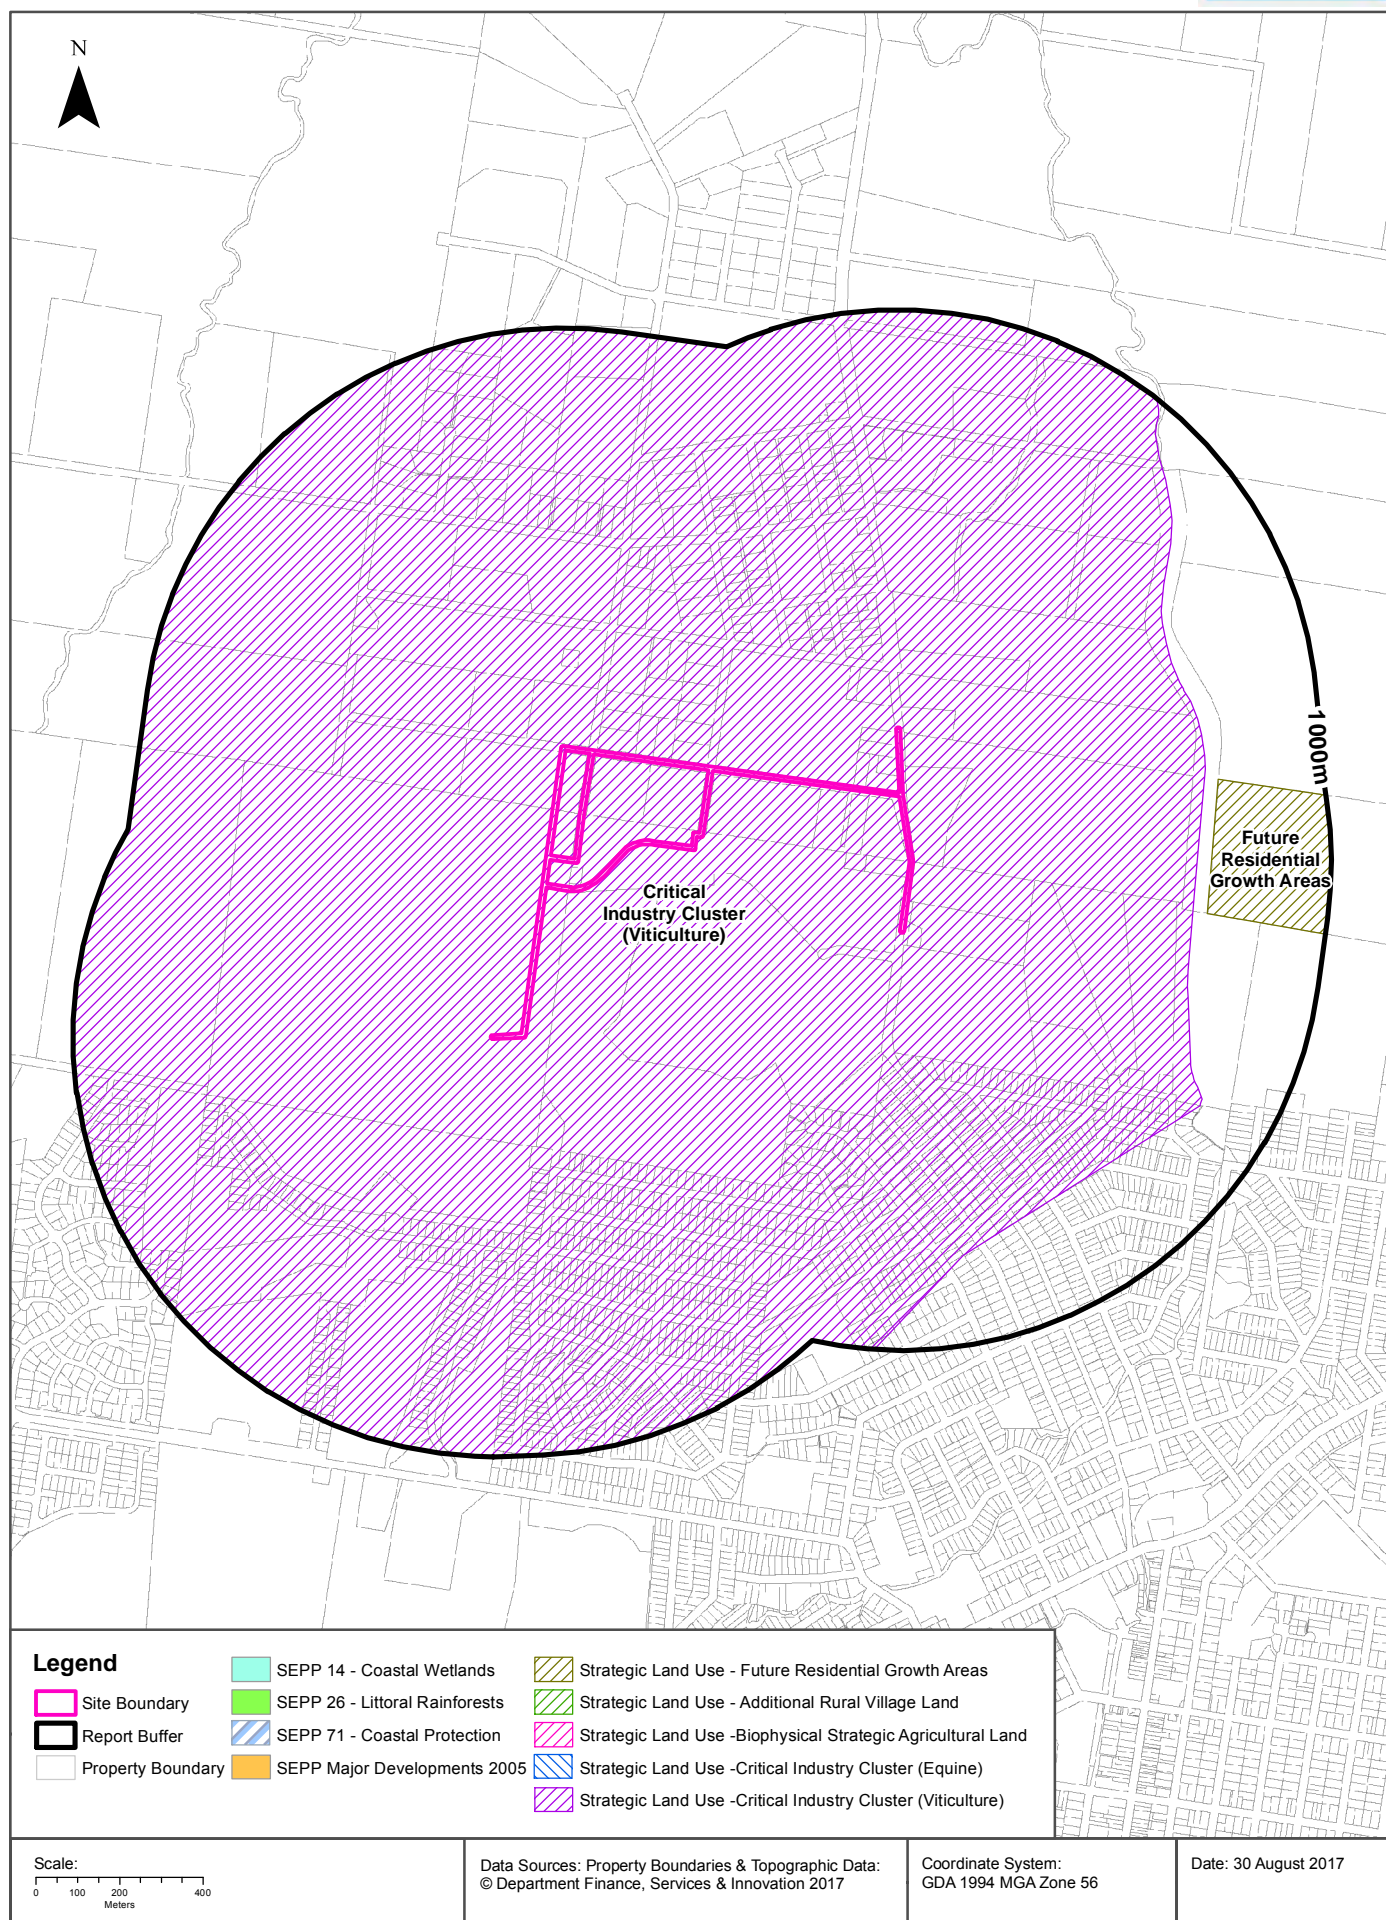 N
1000m
Future
Residential
Growth Areas
Critical
Industry Cluster
(Viticulture)
Legend
Site Boundary
Report Buffer
Property Boundary
SEPP 14 - Coastal Wetlands
SEPP 26 - Littoral Rainforests
SEPP 71 - Coastal Protection
SEPP Major Developments 2005
Strategic Land Use - Future Residential Growth Areas
Strategic Land Use - Additional Rural Village Land
Strategic Land Use -Biophysical Strategic Agricultural Land
Strategic Land Use -Critical Industry Cluster (Equine)
Strategic Land Use -Critical Industry Cluster (Viticulture)
Scale:
0 100 200 400
Meters
Data Sources: Property Boundaries & Topographic Data:
© Department Finance, Services & Innovation 2017
Coordinate System:
GDA 1994 MGA Zone 56
Date: 30 August 2017